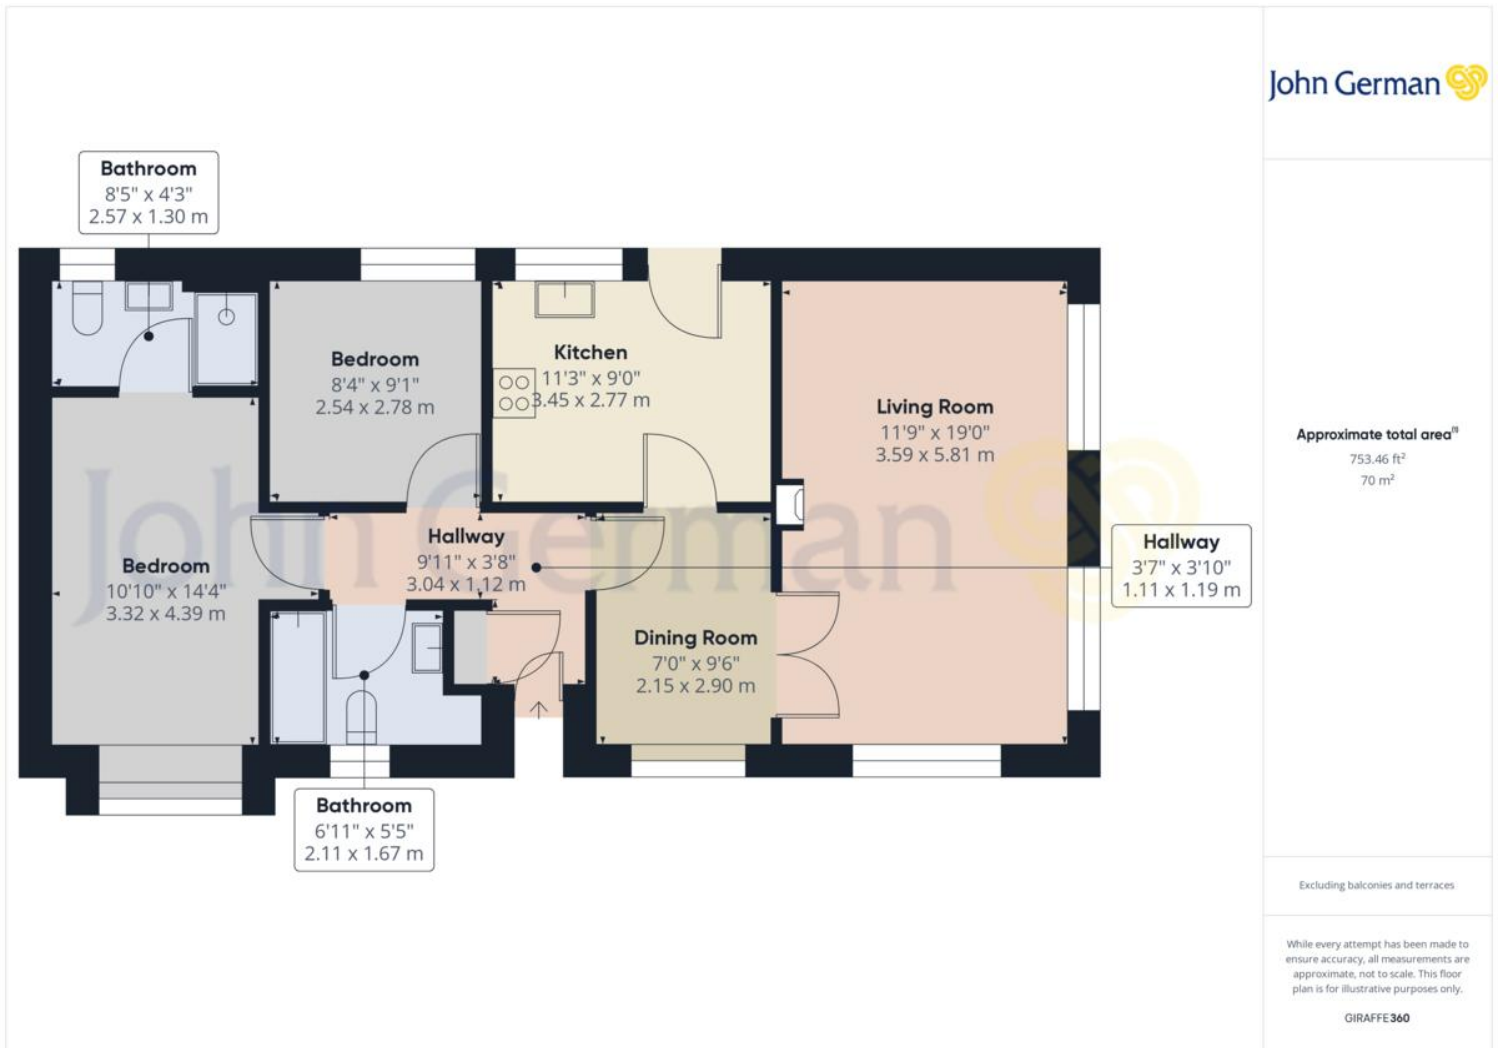 John German
Bathroom
8'5" x 4'3"
2.57 x 1.30 m
Bedroom
8'4" x 9'1"
2.54 x 2.78 m
Kitchen
11'3" x 9'0"
3.45 x 2.77 m
Living Room
11'9" x 19'0"
3.59 x 5.81 m
Hallway
9'11" x 3'8"
3.04 x 1.12 m
Hallway
3'7" x 3'10"
1.11 x 1.19 m
Bedroom
10'10" x 14'4"
3.32 x 4.39 m
Dining Room
7'0" x 9'6"
2.15 x 2.90 m
Bathroom
6'11" x 5'5"
2.11 x 1.67 m
John German
Approximate total area⁽¹⁾
753.46 ft²
70 m²
Excluding balconies and terraces
While every attempt has been made to
ensure accuracy, all measurements are
approximate, not to scale. This floor
plan is for illustrative purposes only.
GIRAFFE360